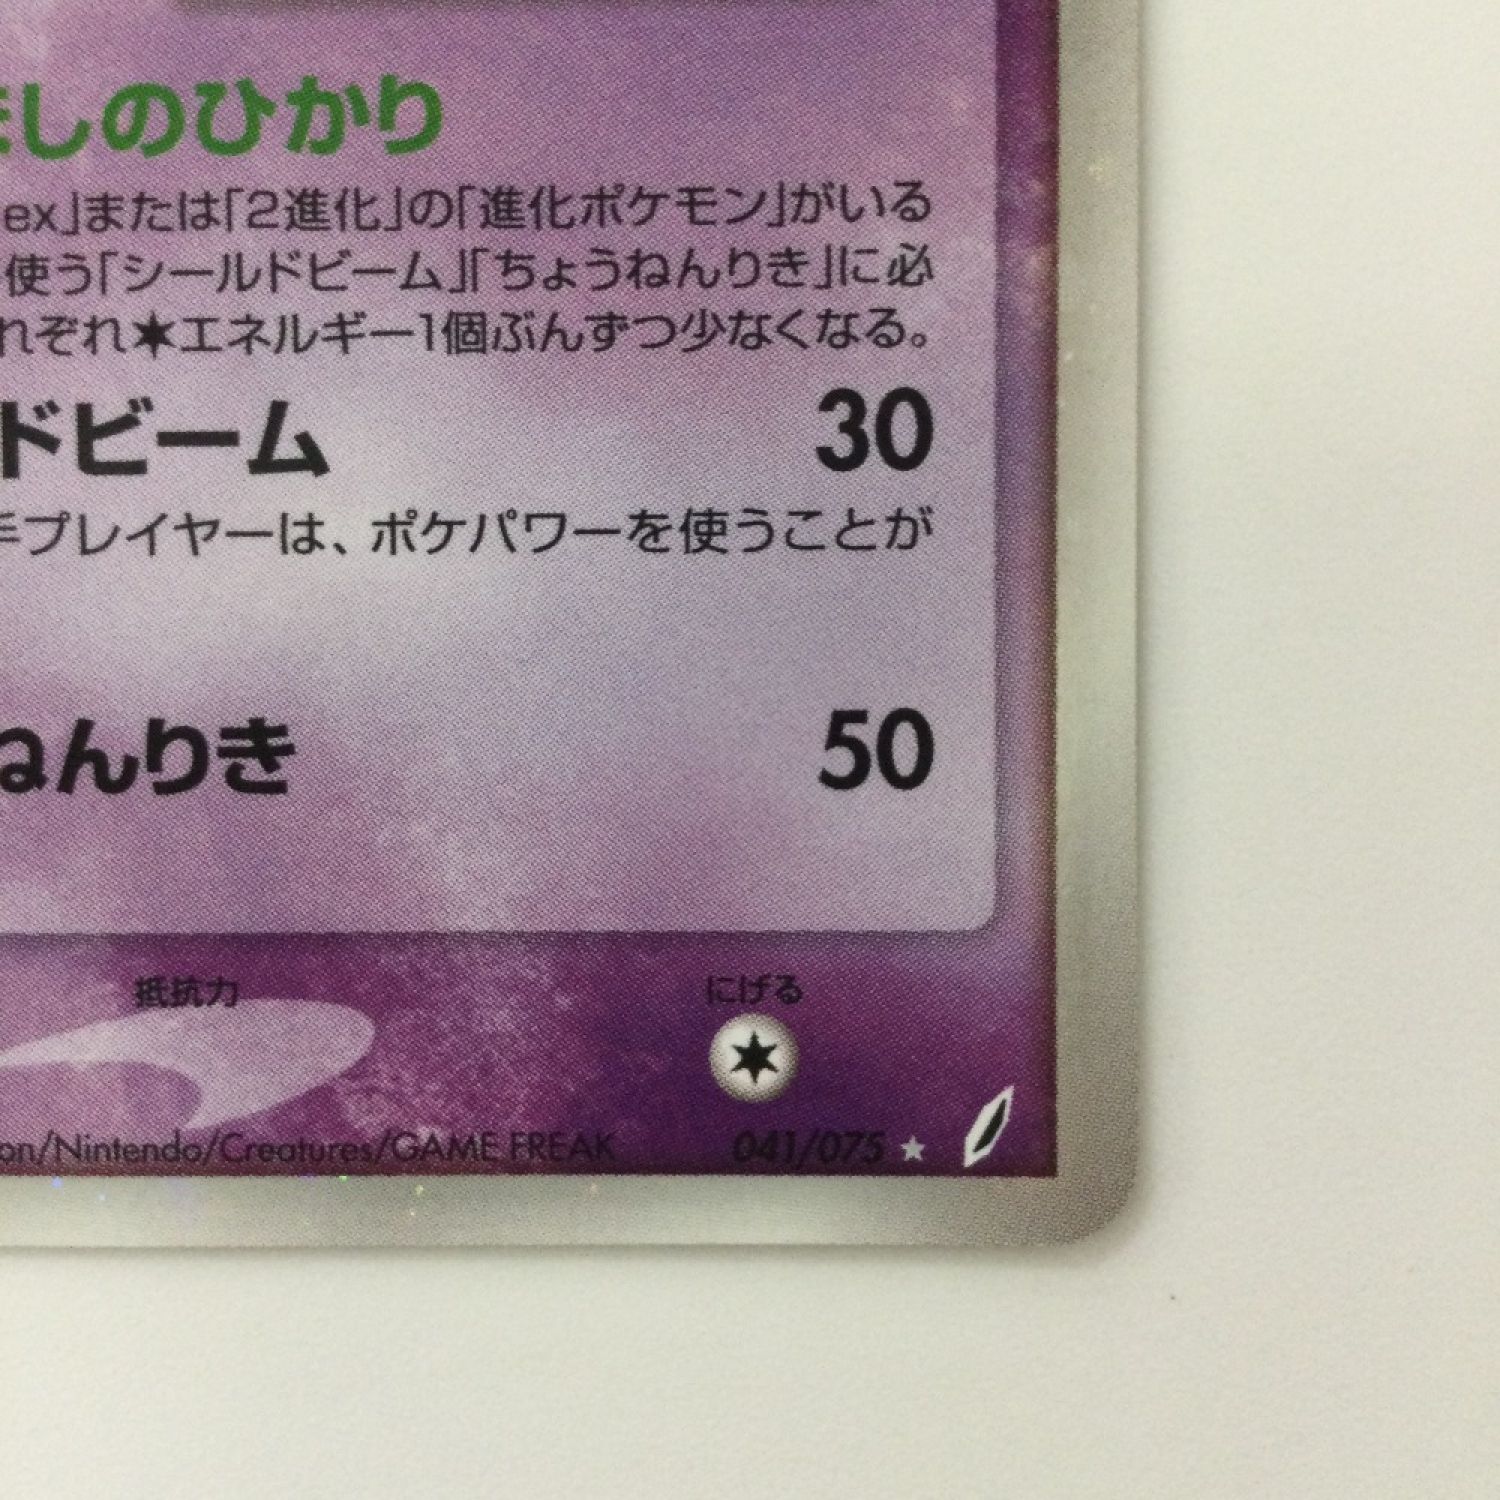 しのひかり
ex」または「2進化」の「進化ポケモン」がいる
使う「シールドビーム」「ちょうねんりき」に必
れぞれ★エネルギー1個ぶんずつ少なくなる。
ドビーム 30
手プレイヤーは、ポケパワーを使うことが
ねんりき 50
抵抗力 にげる
on/Nintendo/Creatures/GAME FREAK 041/075 ★